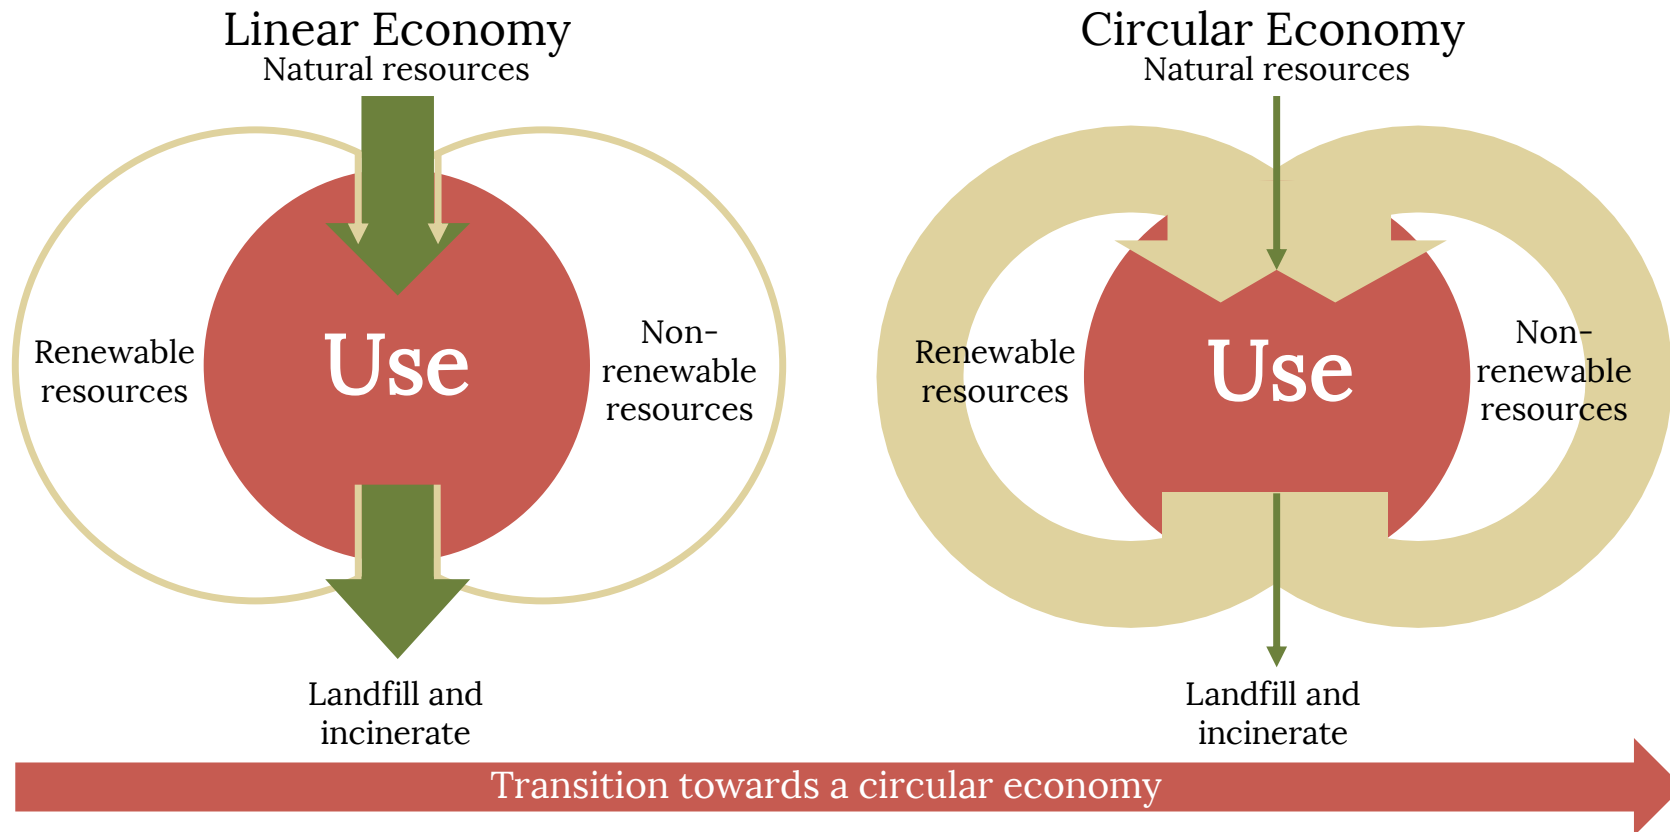 Linear Economy
Natural resources
Renewable
resources
Use
Non-
renewable
resources
Landfill and
incinerate
Circular Economy
Natural resources
Renewable
resources
Use
Non-
renewable
resources
Landfill and
incinerate
Transition towards a circular economy